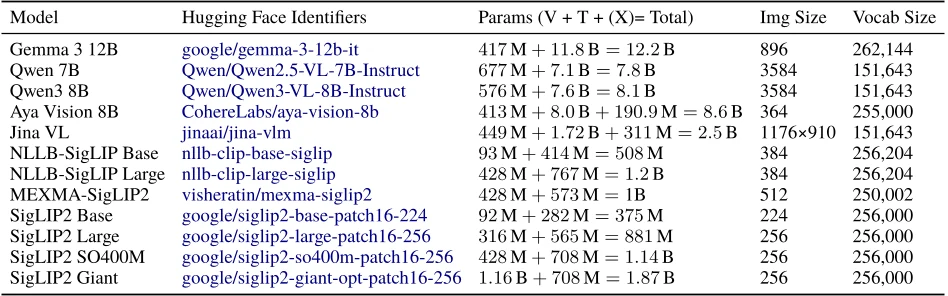 Model Hugging Face Identifiers Params (V + T + (X)= Total) Img Size Vocab Size
Gemma 3 12B google/gemma-3-12b-it 417 M + 11.8 B = 12.2 B 896 262,144
Qwen 7B Qwen/Qwen2.5-VL-7B-Instruct 677 M + 7.1 B = 7.8 B 3584 151,643
Qwen3 8B Qwen/Qwen3-VL-8B-Instruct 576 M + 7.6 B = 8.1 B 3584 151,643
Aya Vision 8B CohereLabs/aya-vision-8b 413 M + 8.0 B + 190.9 M = 8.6 B 364 255,000
Jina VL jinaai/jina-vlm 449 M + 1.72 B + 311 M = 2.5 B 1176×910 151,643
NLLB-SigLIP Base nllb-clip-base-siglip 93 M + 414 M = 508 M 384 256,204
NLLB-SigLIP Large nllb-clip-large-siglip 428 M + 767 M = 1.2 B 384 256,204
MEXMA-SigLIP2 visheratin/mexma-siglip2 428 M + 573 M = 1B 512 250,002
SigLIP2 Base google/siglip2-base-patch16-224 92 M + 282 M = 375 M 224 256,000
SigLIP2 Large google/siglip2-large-patch16-256 316 M + 565 M = 881 M 256 256,000
SigLIP2 SO400M google/siglip2-so400m-patch16-256 428 M + 708 M = 1.14 B 256 256,000
SigLIP2 Giant google/siglip2-giant-opt-patch16-256 1.16 B + 708 M = 1.87 B 256 256,000